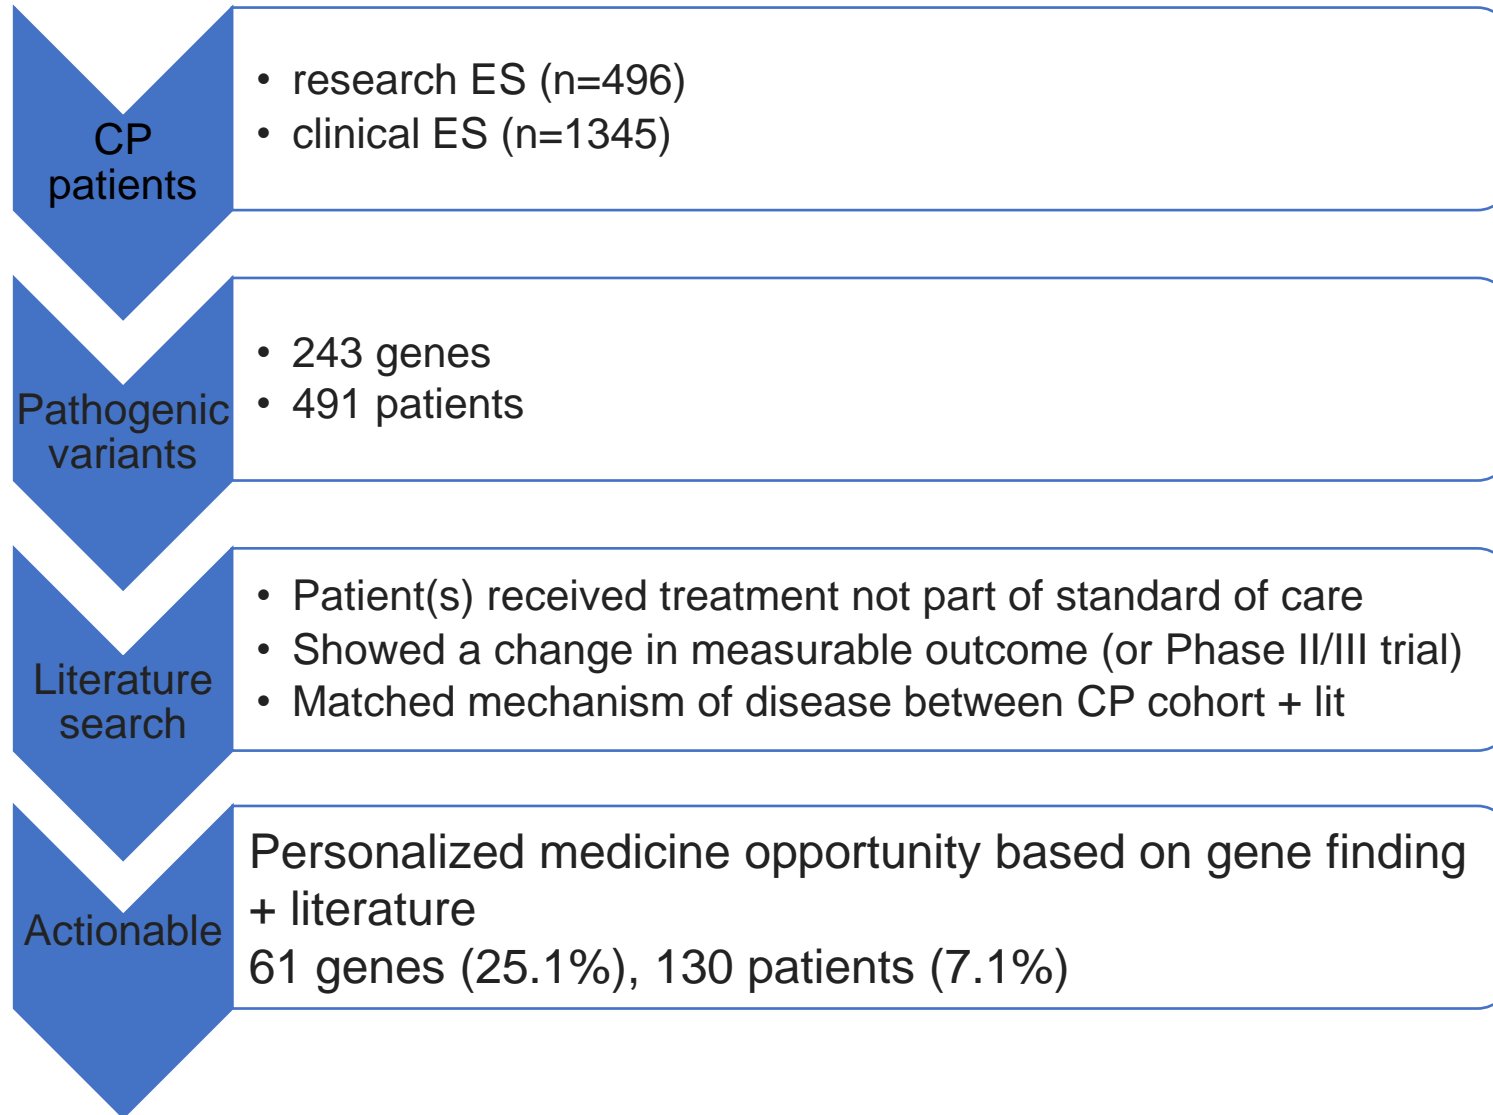 CP
patients
• research ES (n=496)
• clinical ES (n=1345)
Pathogenic
variants
• 243 genes
• 491 patients
Literature
search
• Patient(s) received treatment not part of standard of care
• Showed a change in measurable outcome (or Phase II/III trial)
• Matched mechanism of disease between CP cohort + lit
Actionable
Personalized medicine opportunity based on gene finding
+ literature
61 genes (25.1%), 130 patients (7.1%)